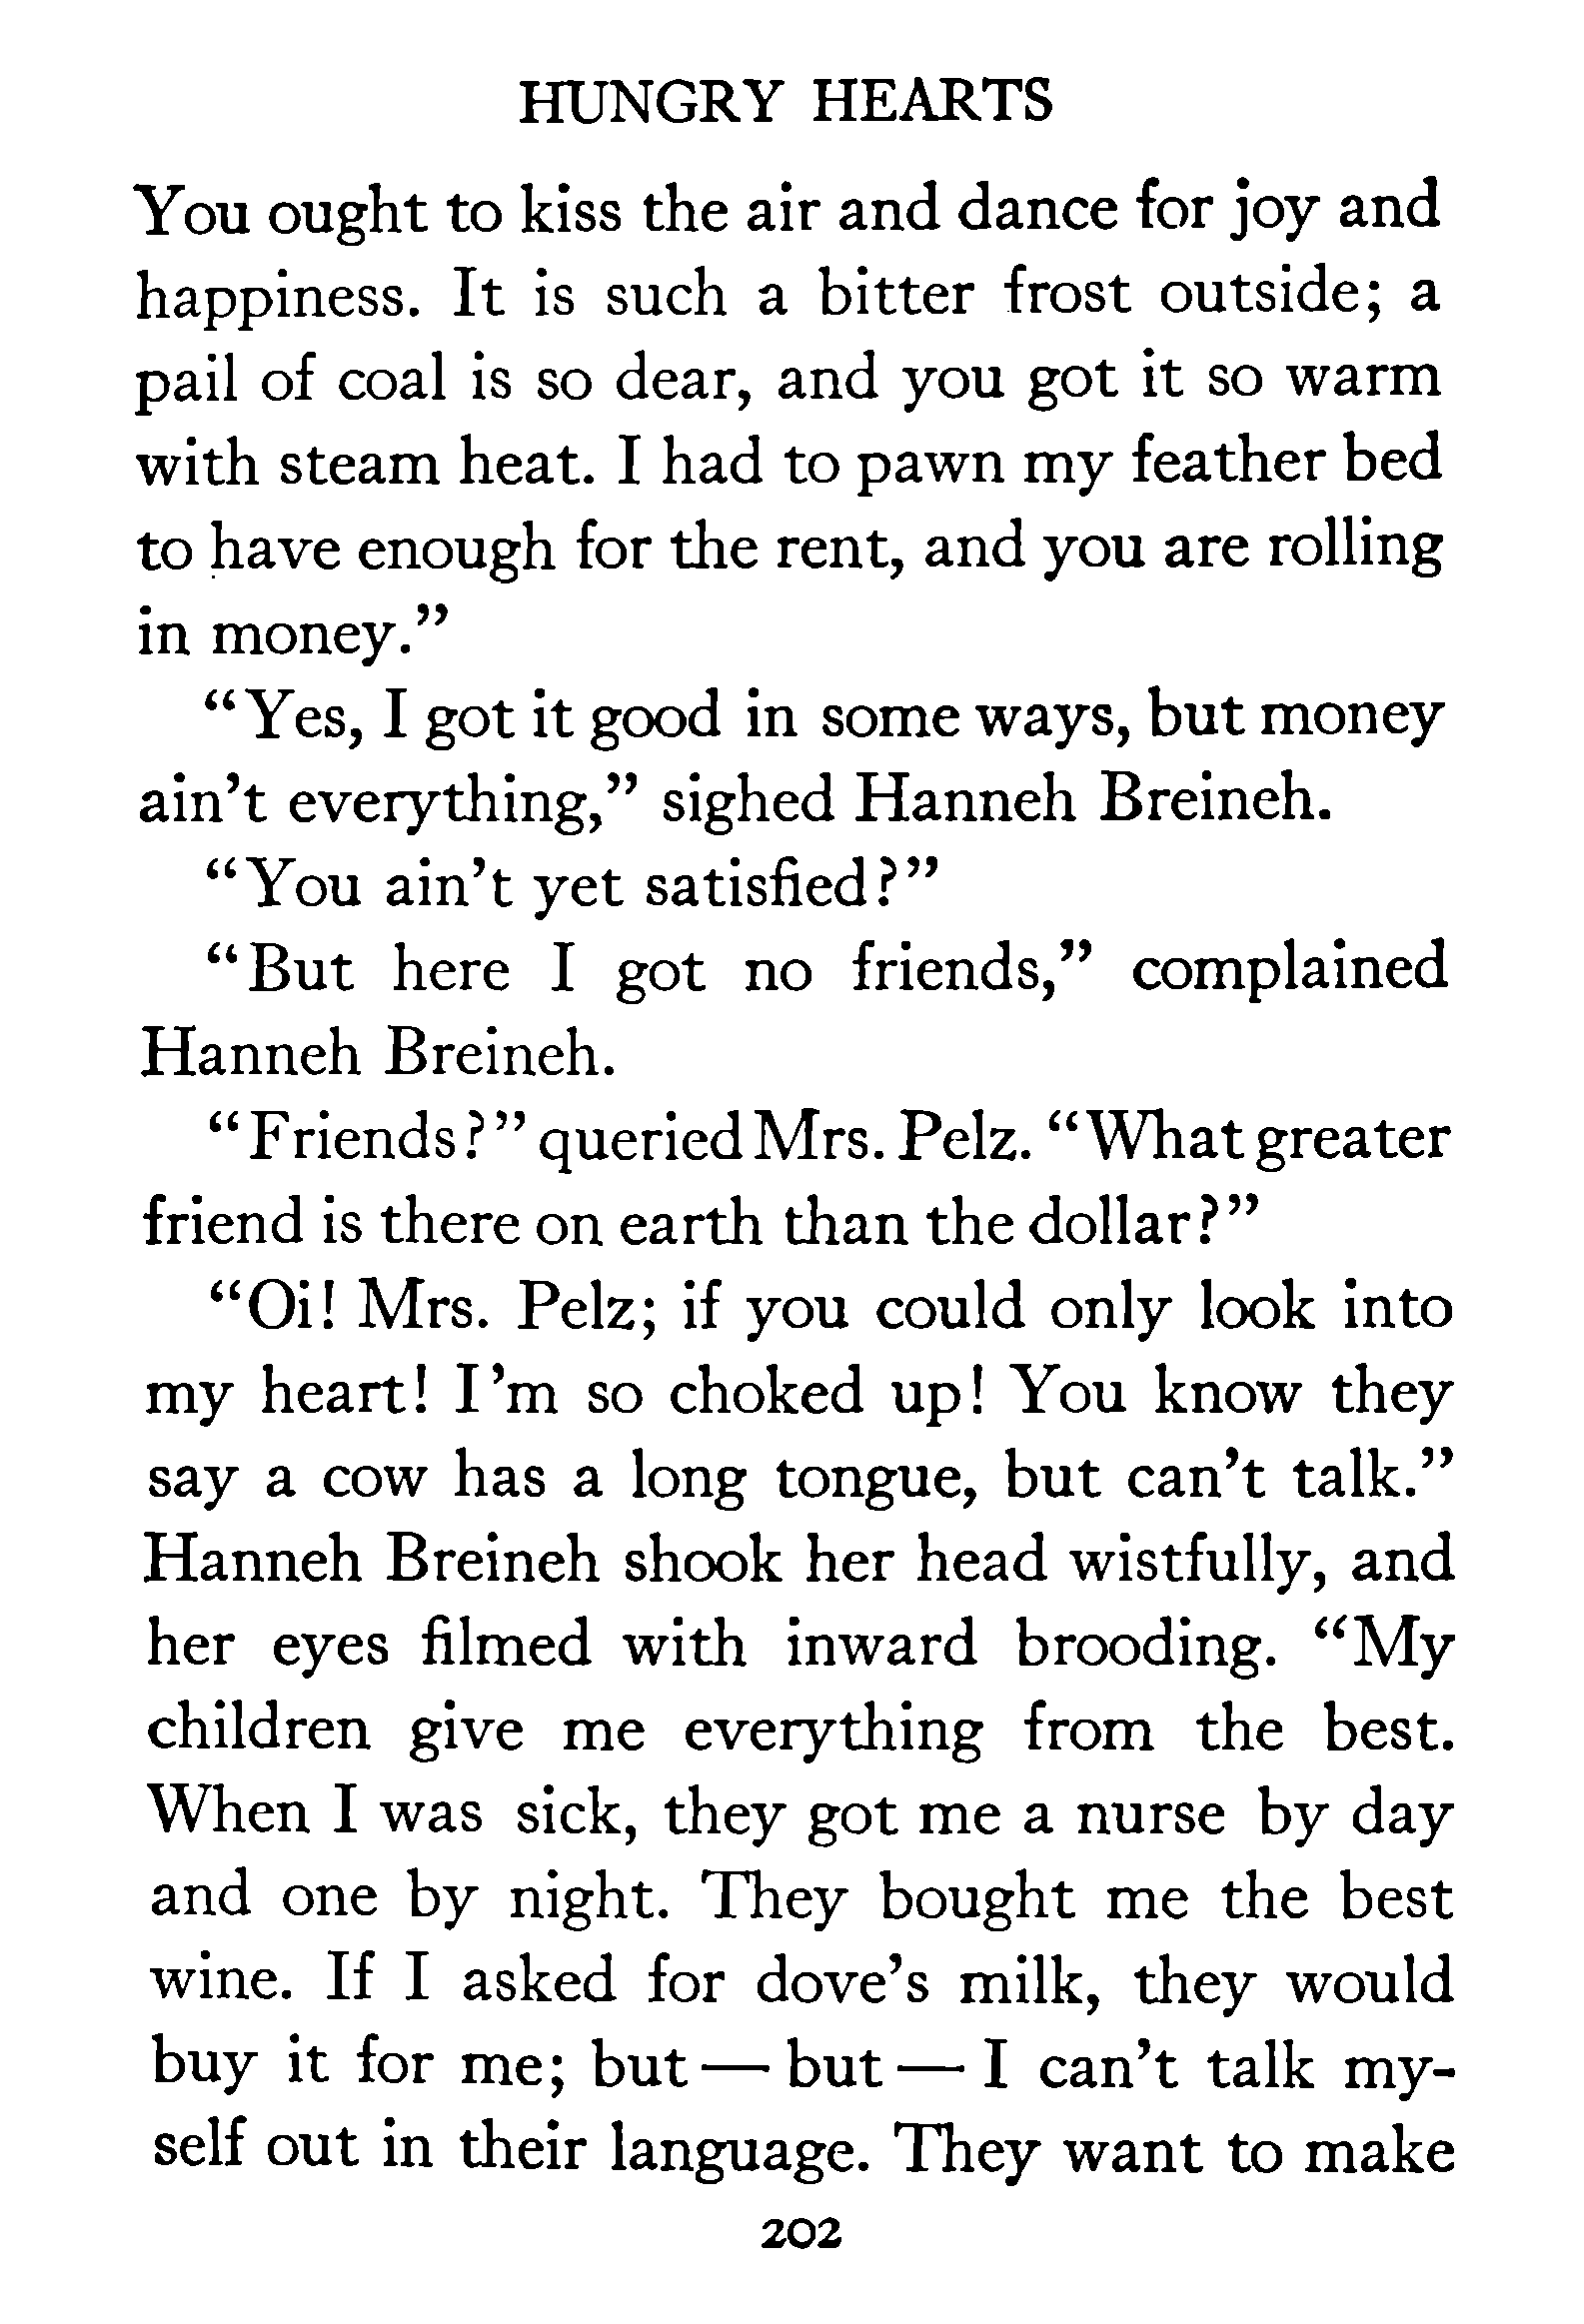 HUNGRY HEARTS
You ought to kiss the air and dance for joy and
happiness. It is such a bitter frost outside; a
pail of coal is so dear, and you got it so warm
with steam heat. I had to pawn my feather bed
to have enough for the rent, and you are rolling
in money.”
“Yes, I got it good in some ways, but money
ain’t everything,” sighed Hanneh Breineh.
“You ain’t yet satisfied?”
“But here I got no friends,” complained
Hanneh Breineh.
“Friends?” queried Mrs. Pelz. “What greater
friend is there on earth than the dollar?”
“Oi! Mrs. Pelz; if you could only look into
my heart! I’m so choked up! You know they
say a cow has a long tongue, but can’t talk.”
Hanneh Breineh shook her head wistfully, and
her eyes filmed with inward brooding. “My
children give me everything from the best.
When I was sick, they got me a nurse by day
and one by night. They bought me the best
wine. If I asked for dove’s milk, they would
buy it for me; but — but — I can’t talk my-
self out in their language. They want to make
202